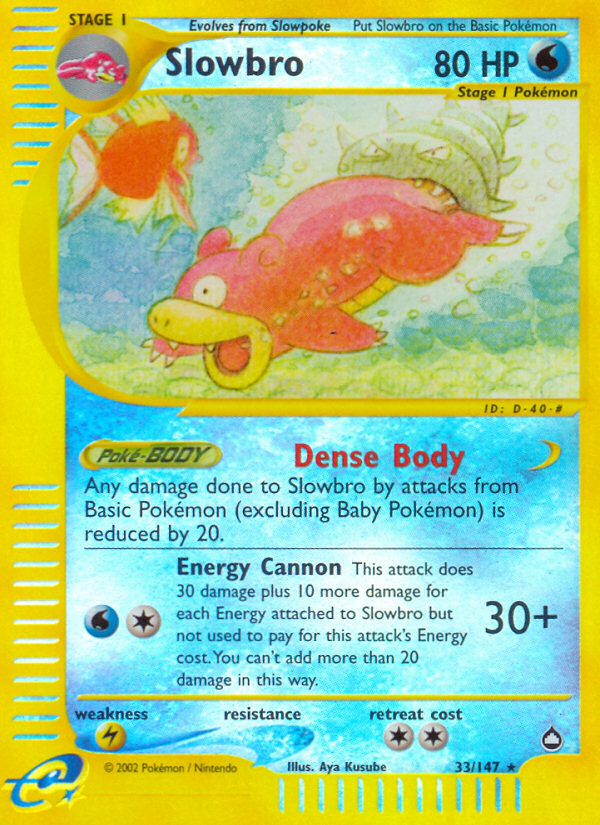 STAGE 1
Evolves from Slowpoke Put Slowbro on the Basic Pokémon
Slowbro 80 HP
Stage 1 Pokémon
ID: D-40-#
Poké-BODY Dense Body
Any damage done to Slowbro by attacks from
Basic Pokémon (excluding Baby Pokémon) is
reduced by 20.
Energy Cannon This attack does
30 damage plus 10 more damage for
each Energy attached to Slowbro but
not used to pay for this attack's Energy
cost. You can't add more than 20
damage in this way.
30+
weakness resistance retreat cost
© 2002 Pokémon / Nintendo Illus. Aya Kusube 33/147 ★
e